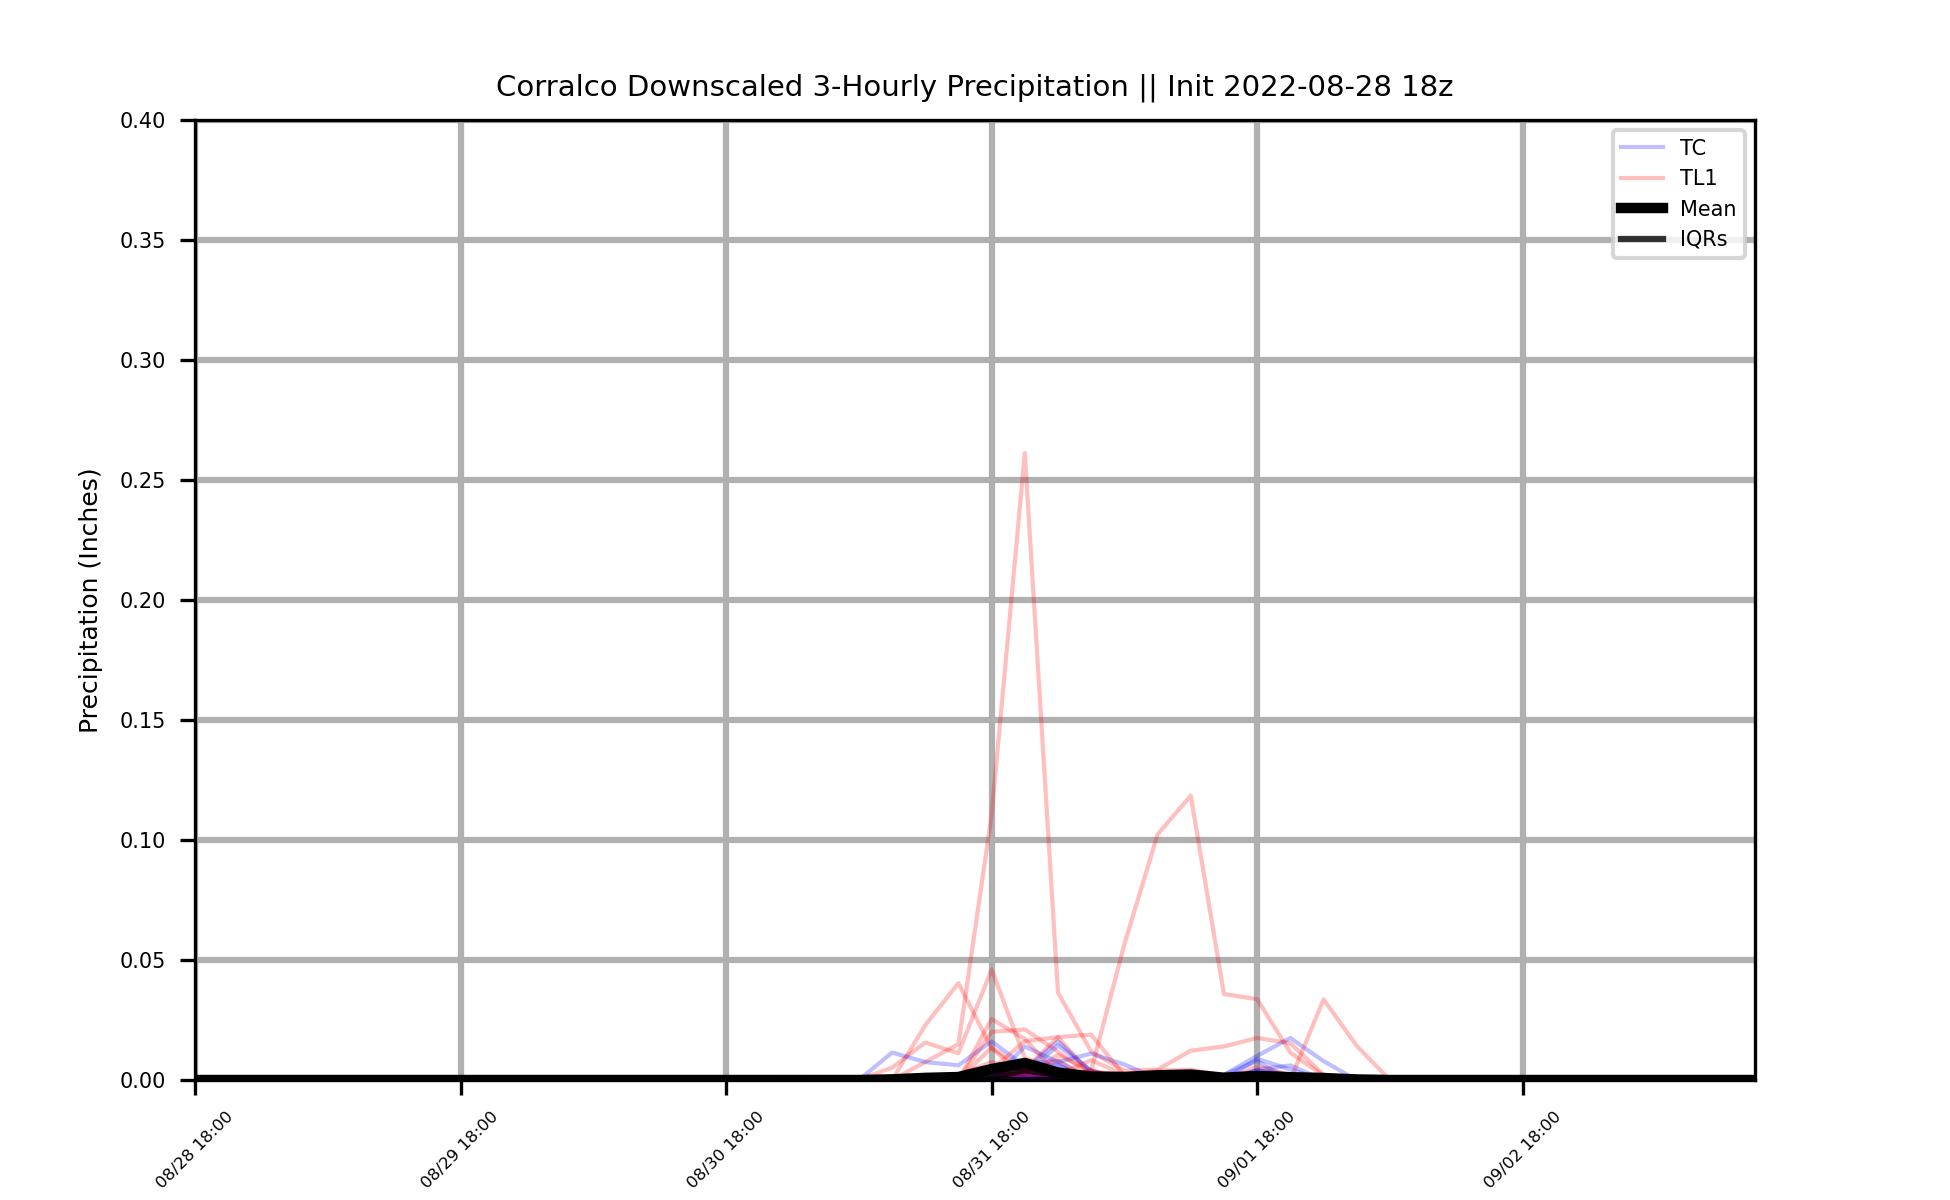 Corralco Downscaled 3-Hourly Precipitation || Init 2022-08-28 18z
TC
TL1
Mean
IQRs
Precipitation (Inches)
0.40
0.35
0.30
0.25
0.20
0.15
0.10
0.05
0.00
08/28 18:00
08/29 18:00
08/30 18:00
08/31 18:00
09/01 18:00
09/02 18:00